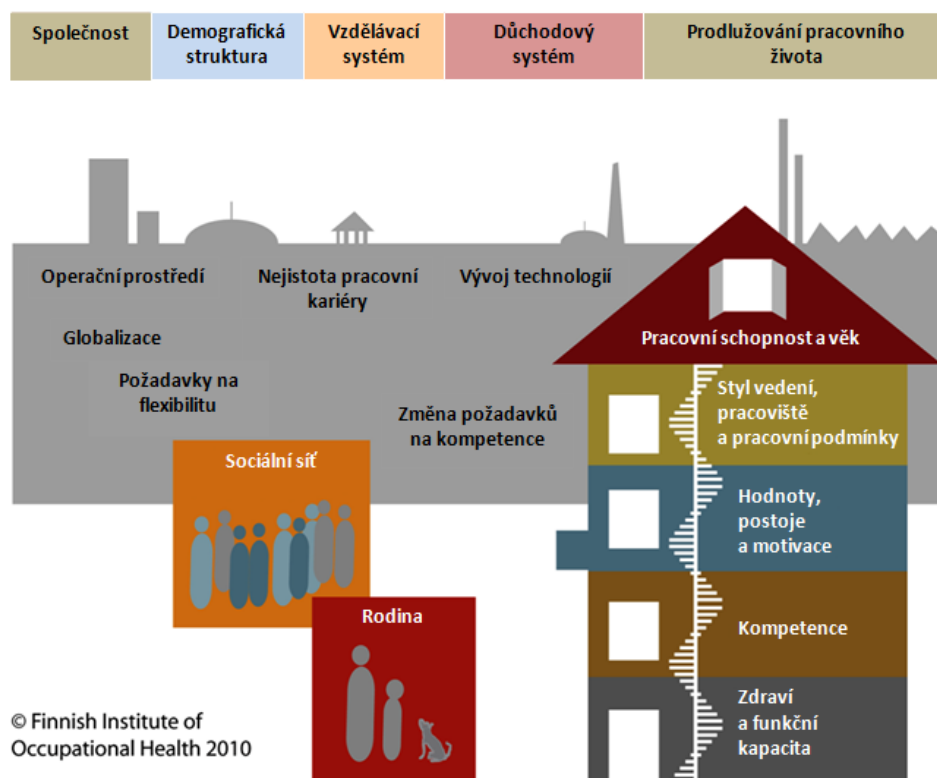 Společnost
Demografická
struktura
Vzdělávací
systém
Důchodový
systém
Prodlužování pracovního
života
Operační prostředí
Nejistota pracovní
kariéry
Vývoj technologií
Globalizace
Požadavky na
flexibilitu
Změna požadavků
na kompetence
Sociální síť
Rodina
Pracovní schopnost a věk
Styl vedení,
pracoviště
a pracovní podmínky
Hodnoty,
postoje
a motivace
Kompetence
Zdraví
a funkční
kapacita
© Finnish Institute of
Occupational Health 2010